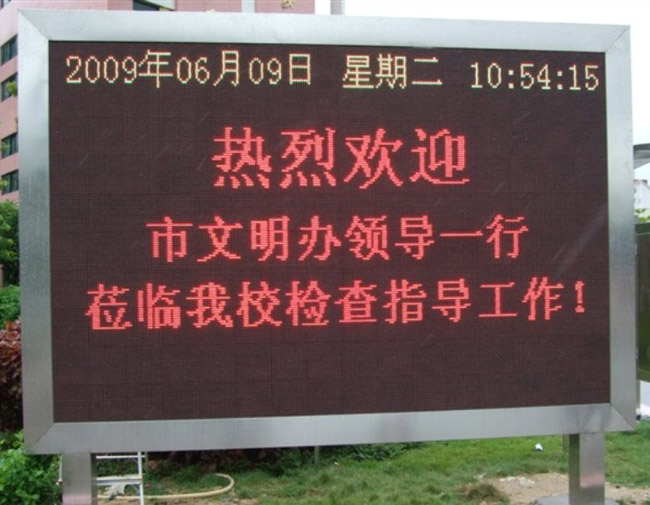 2009年06月09日 星期二 10:54:15
热烈欢迎
市文明办领导一行
莅临我校检查指导工作!